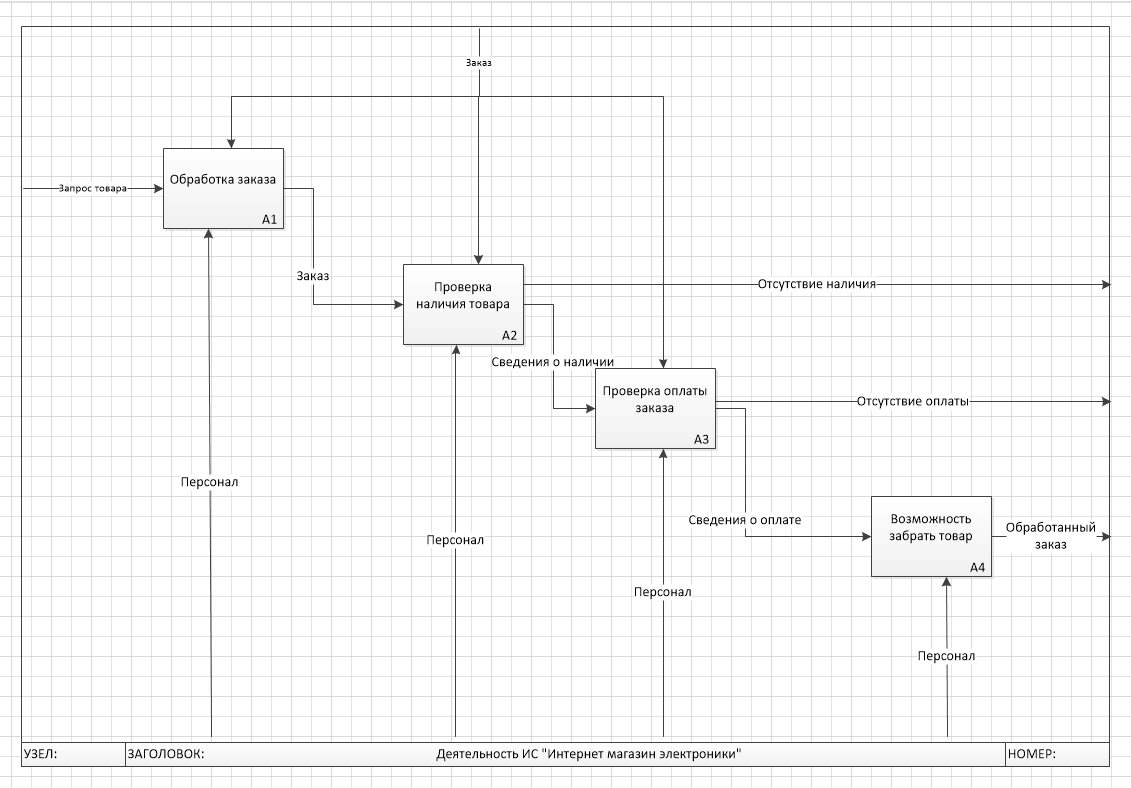 Заказ
Запрос товара
Обработка заказа
A1
Заказ
Проверка
наличия товара
A2
Отсутствие наличия
Сведения о наличии
Проверка оплаты
заказа
A3
Отсутствие оплаты
Персонал
Персонал
Сведения о оплате
Возможность
забрать товар
A4
Обработанный
заказ
Персонал
Персонал
УЗЕЛ:
ЗАГОЛОВОК:
Деятельность ИС "Интернет магазин электроники"
НОМЕР: